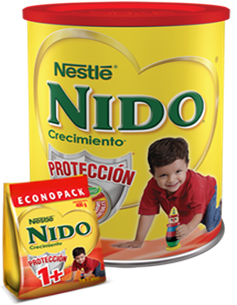 Nestlé®
NIDO
Crecimiento®
PROTECCIÓN
ECONOPACK
Nestlé
NIDO
Crecimiento
PROTECCIÓN
1+